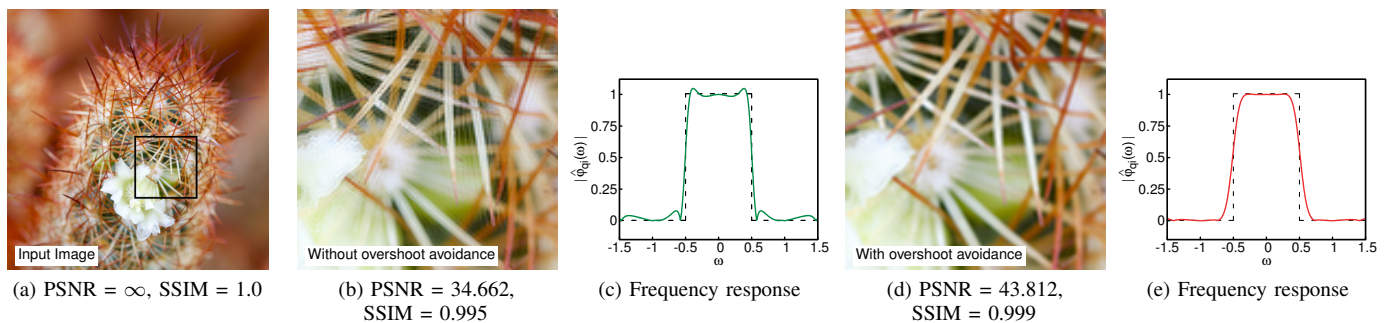 Input Image
(a) PSNR = ∞, SSIM = 1.0
Without overshoot avoidance
(b) PSNR = 34.662,
SSIM = 0.995
1
0.75
0.5
0.25
0
-1.5
-1
-0.5
0
0.5
1
1.5
|φ̂qi(ω)|
ω
(c) Frequency response
With overshoot avoidance
(d) PSNR = 43.812,
SSIM = 0.999
1
0.75
0.5
0.25
0
-1.5
-1
-0.5
0
0.5
1
1.5
|φ̂qi(ω)|
ω
(e) Frequency response